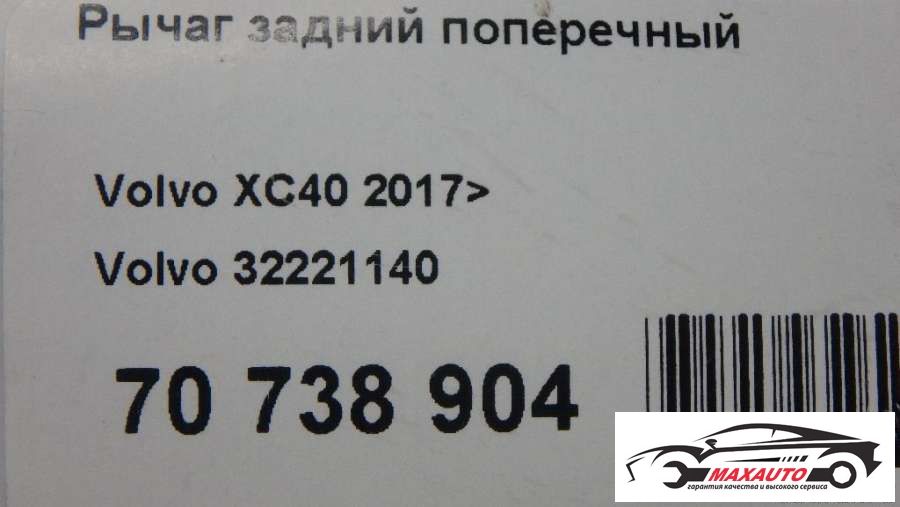 Рычаг задний поперечный
Volvo XC40 2017>
Volvo 32221140
70 738 904
MAXAUTO
гарантия качества и высокого сервиса